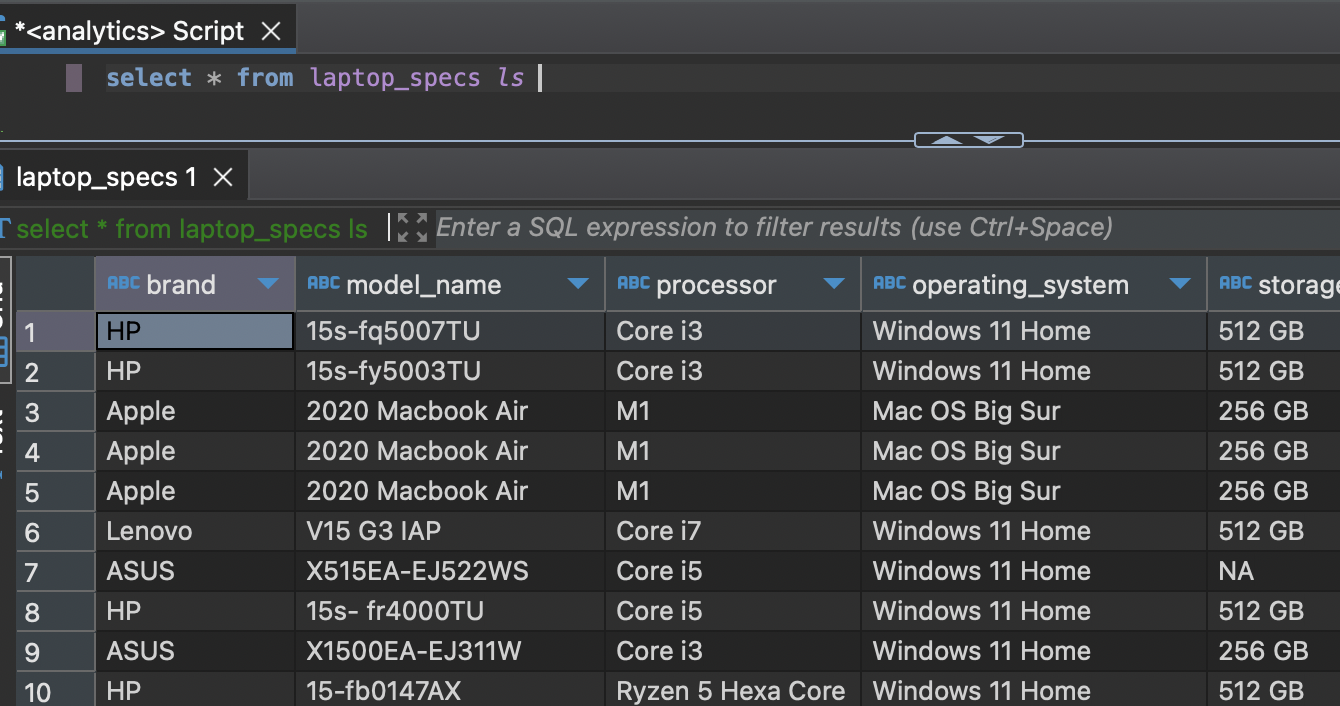 *<analytics> Script
select * from laptop_specs ls
laptop_specs 1
select * from laptop_specs ls Enter a SQL expression to filter results (use Ctrl+Space)
ABC brand ABC model_name ABC processor ABC operating_system ABC storage
1 HP 15s-fq5007TU Core i3 Windows 11 Home 512 GB
2 HP 15s-fy5003TU Core i3 Windows 11 Home 512 GB
3 Apple 2020 Macbook Air M1 Mac OS Big Sur 256 GB
4 Apple 2020 Macbook Air M1 Mac OS Big Sur 256 GB
5 Apple 2020 Macbook Air M1 Mac OS Big Sur 256 GB
6 Lenovo V15 G3 IAP Core i7 Windows 11 Home 512 GB
7 ASUS X515EA-EJ522WS Core i5 Windows 11 Home NA
8 HP 15s- fr4000TU Core i5 Windows 11 Home 512 GB
9 ASUS X1500EA-EJ311W Core i3 Windows 11 Home 256 GB
10 HP 15-fb0147AX Ryzen 5 Hexa Core Windows 11 Home 512 GB